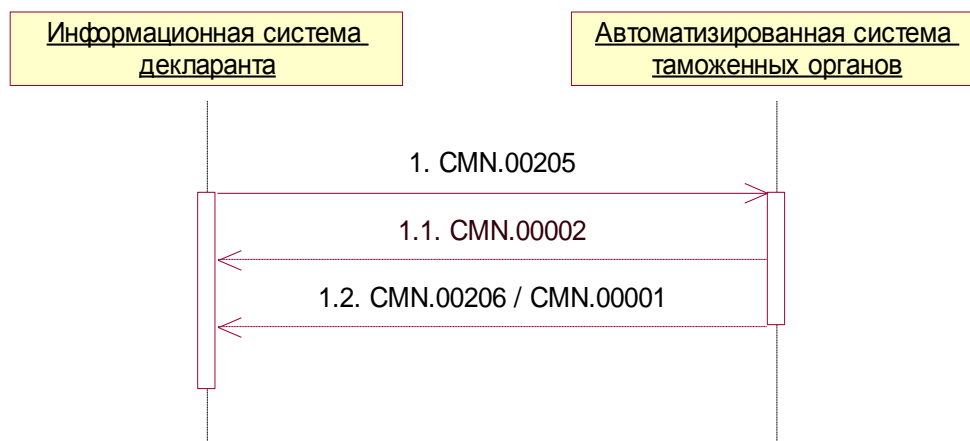 Информационная система
декларанта
Автоматизированная система
таможенных органов
1. CMN.00205
1.1. CMN.00002
1.2. CMN.00206 / CMN.00001